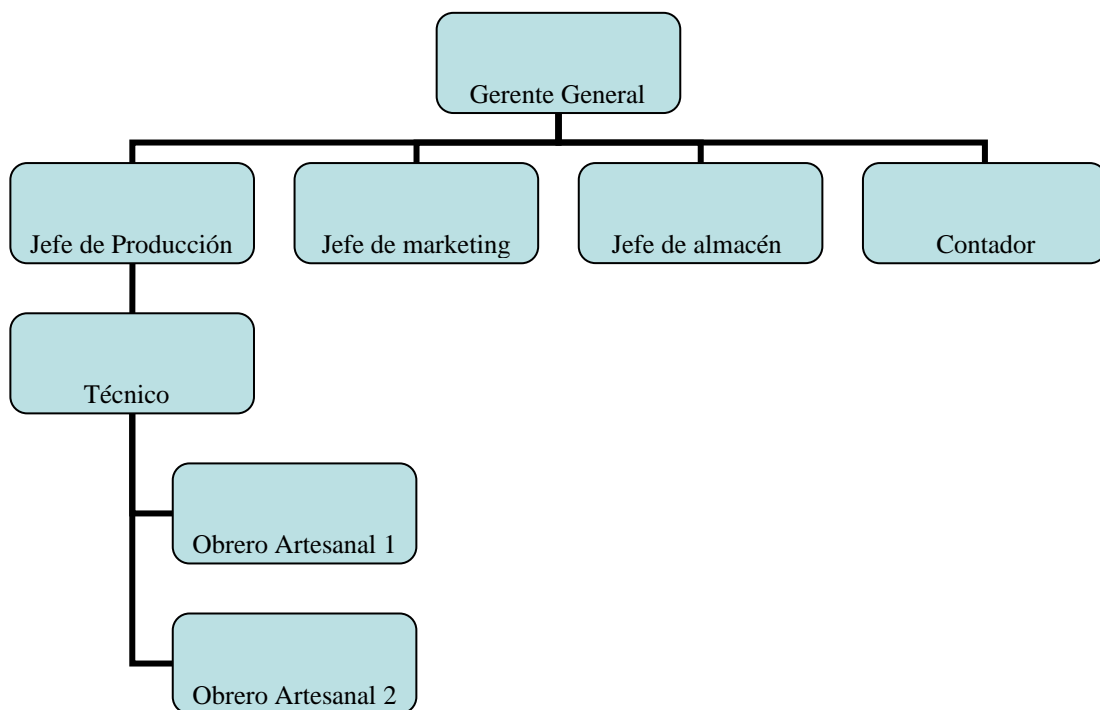 Gerente General
Jefe de Producción
Jefe de marketing
Jefe de almacén
Contador
Técnico
Obrero Artesanal 1
Obrero Artesanal 2